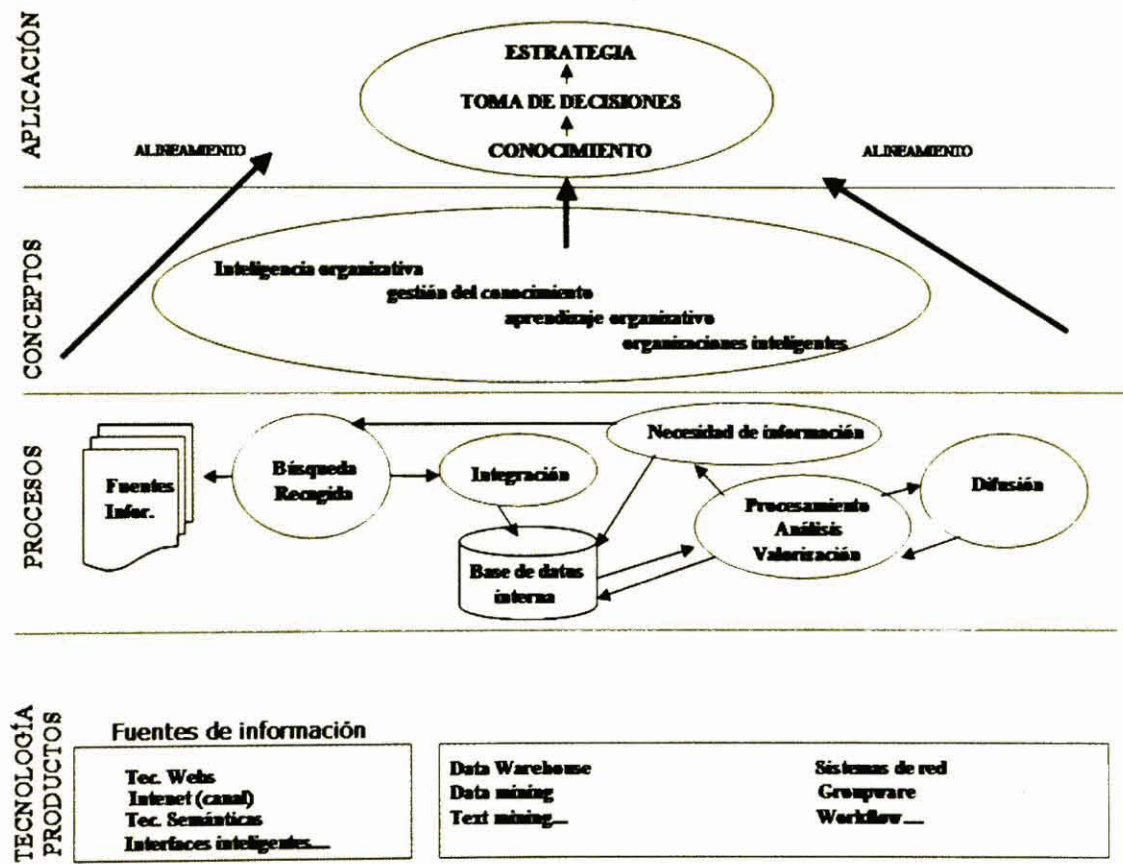 APLICACIÓN
ESTRATEGIA
TOMA DE DECISIONES
CONOCIMIENTO
ALINEAMIENTO
ALINEAMIENTO
CONCEPTOS
Inteligencia organizativa
gestión del conocimiento
aprendizaje organizativo
organizaciones inteligentes
PROCESOS
Fuentes
Infor.
Búsqueda
Recogida
Integración
Necesidad de información
Base de datos
interna
Procesamiento
Análisis
Valorización
Difusión
TECNOLOGÍA
PRODUCTOS
Fuentes de información
Tec. Webs
Intenet (canal)
Tec. Semánticas
Interfaces inteligentes....
Data Warehouse
Data mining
Text mining....
Sistemas de red
Groupware
Workflow....